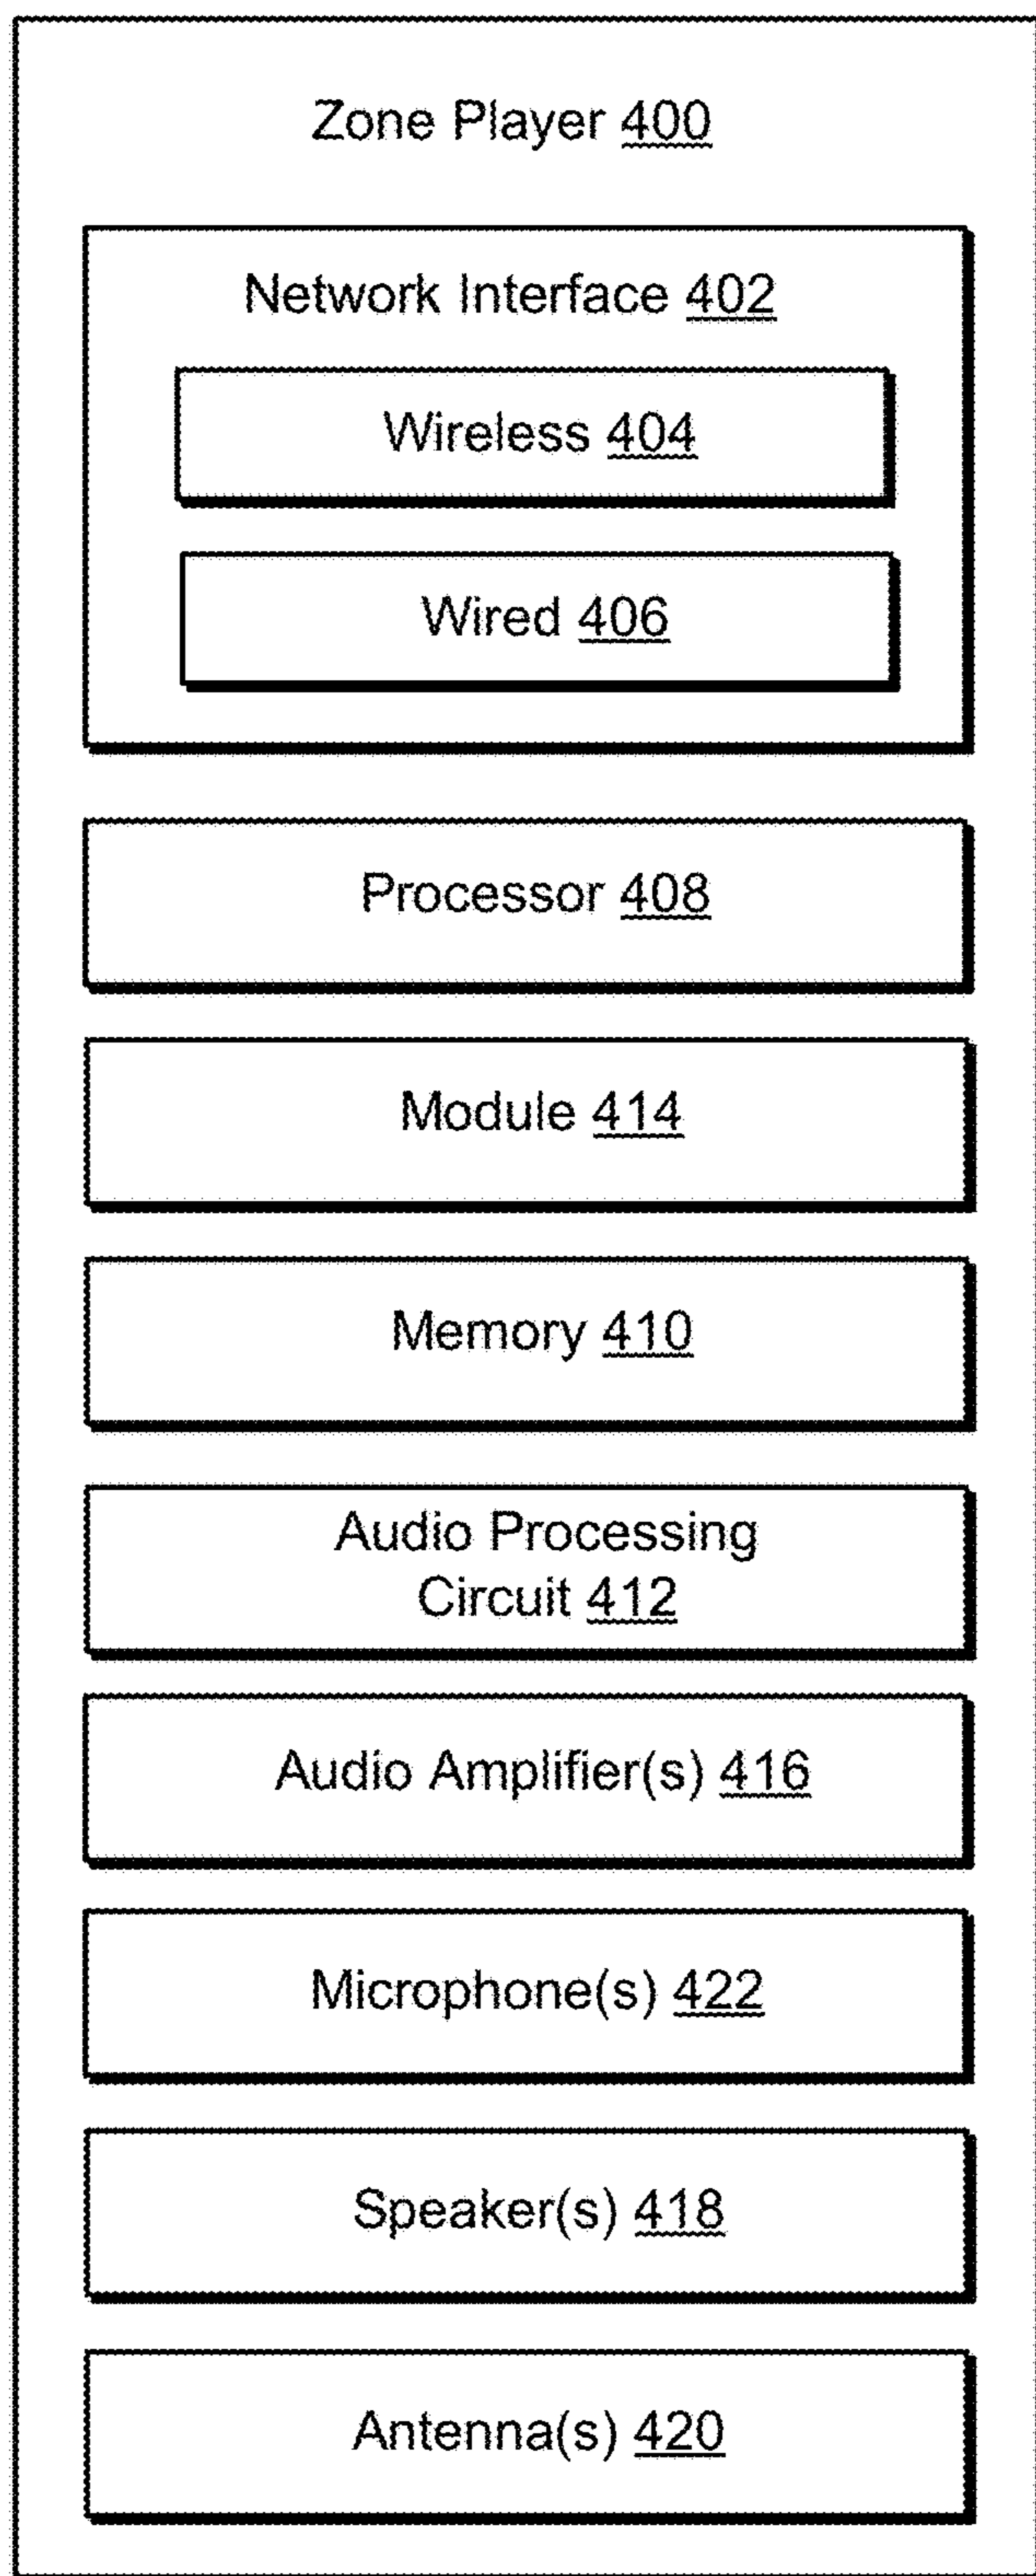 Zone Player 400
Network Interface 402
Wireless 404
Wired 406
Processor 408
Module 414
Memory 410
Audio Processing
Circuit 412
Audio Amplifier(s) 416
Microphone(s) 422
Speaker(s) 418
Antenna(s) 420